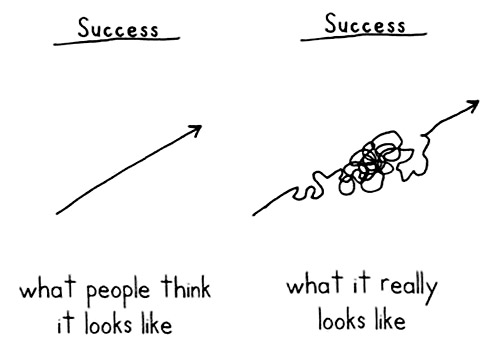 Success
what people think
it looks like
Success
what it really
looks like